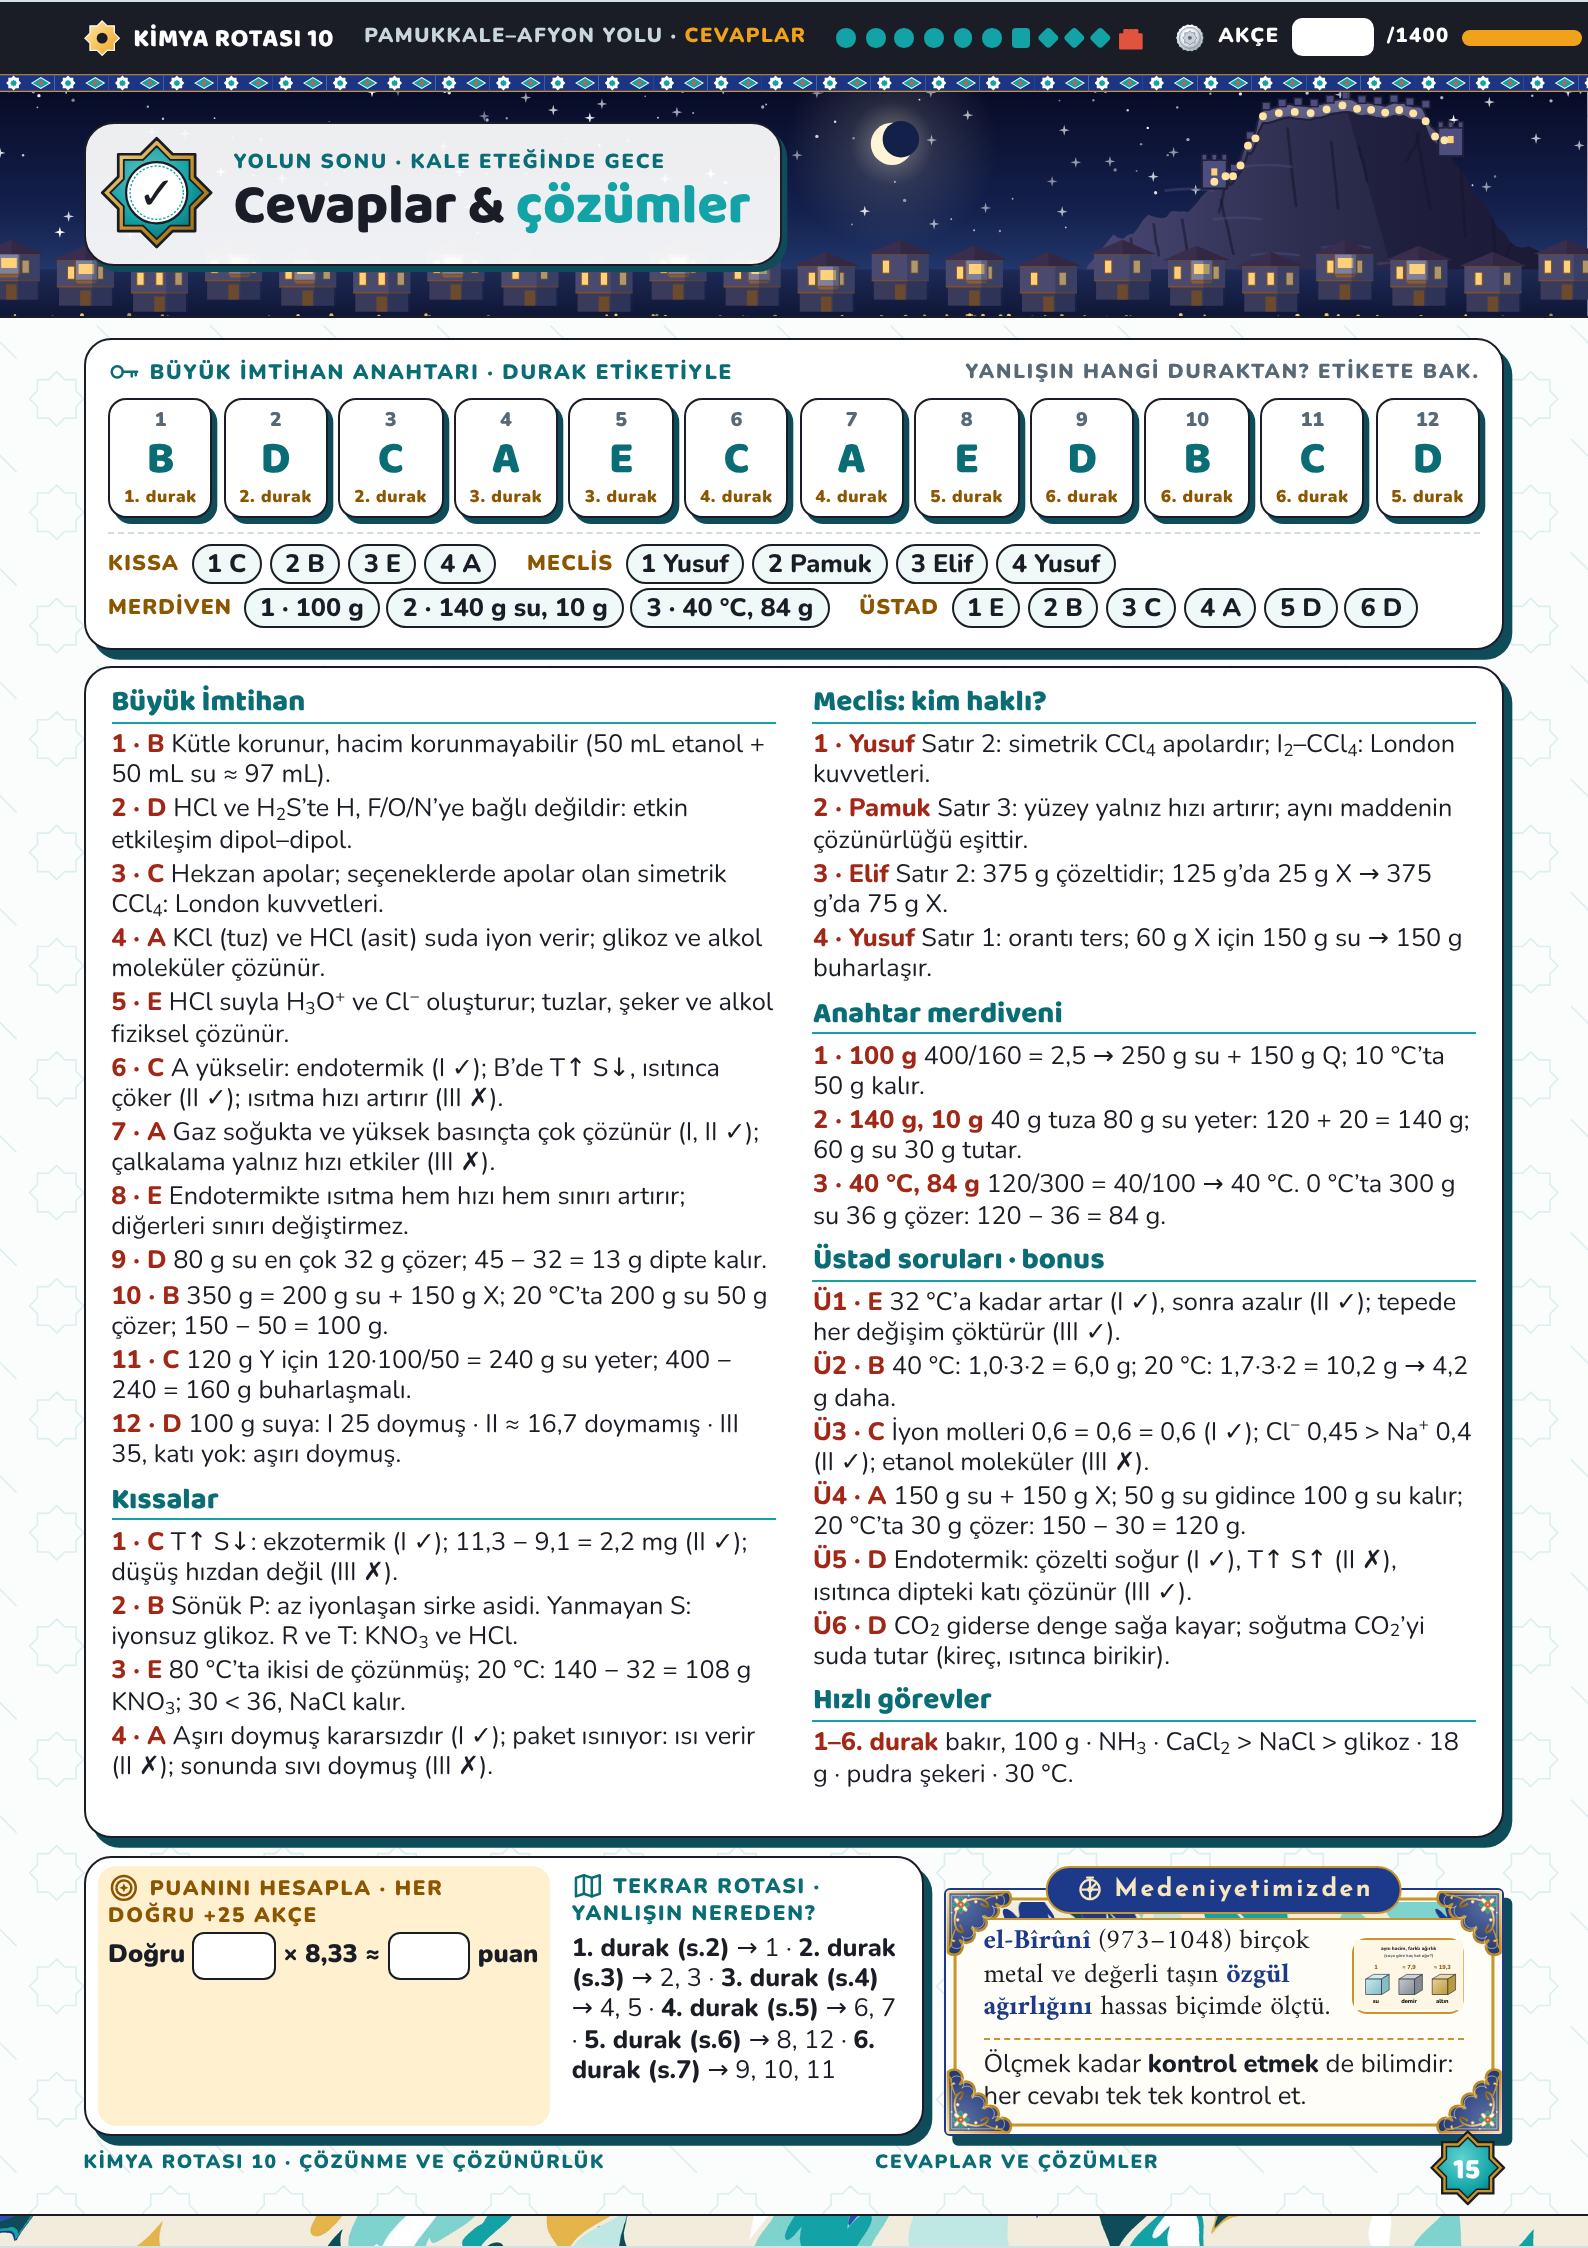 KİMYA ROTASI 10 PAMUKKALE–AFYON YOLU · CEVAPLAR AKÇE /1400
YOLUN SONU · KALE ETEĞİNDE GECE
Cevaplar & çözümler
BÜYÜK İMTİHAN ANAHTARI · DURAK ETİKETİYLE YANLIŞIN HANGİ DURAKTAN? ETİKETE BAK.
1 2 3 4 5 6 7 8 9 10 11 12
B D C A E C A E D B C D
1. durak 2. durak 2. durak 3. durak 3. durak 4. durak 4. durak 5. durak 6. durak 6. durak 6. durak 5. durak
KISSA 1 C 2 B 3 E 4 A MECLİS 1 Yusuf 2 Pamuk 3 Elif 4 Yusuf
MERDİVEN 1 · 100 g 2 · 140 g su, 10 g 3 · 40 °C, 84 g ÜSTAD 1 E 2 B 3 C 4 A 5 D 6 D
Büyük İmtihan
1 · B Kütle korunur, hacim korunmayabilir (50 mL etanol +
50 mL su ≈ 97 mL).
2 · D HCl ve H₂S’te H, F/O/N’ye bağlı değildir: etkin
etkileşim dipol–dipol.
3 · C Hekzan apolar; seçeneklerde apolar olan simetrik
CCl₄: London kuvvetleri.
4 · A KCl (tuz) ve HCl (asit) suda iyon verir; glikoz ve alkol
moleküler çözünür.
5 · E HCl suyla H₃O⁺ ve Cl⁻ oluşturur; tuzlar, şeker ve alkol
fiziksel çözünür.
6 · C A yükselir: endotermik (I ✓); B’de T↑ S↓, ısıtınca
çöker (II ✓); ısıtma hızı artırır (III ✗).
7 · A Gaz soğukta ve yüksek basınçta çok çözünür (I, II ✓);
çalkalama yalnız hızı etkiler (III ✗).
8 · E Endotermikte ısıtma hem hızı hem sınırı artırır;
diğerleri sınırı değiştirmez.
9 · D 80 g su en çok 32 g çözer; 45 − 32 = 13 g dipte kalır.
10 · B 350 g = 200 g su + 150 g X; 20 °C’ta 200 g su 50 g
çözer; 150 − 50 = 100 g.
11 · C 120 g Y için 120·100/50 = 240 g su yeter; 400 −
240 = 160 g buharlaşmalı.
12 · D 100 g suya: I 25 doymuş · II ≈ 16,7 doymamış · III
35, katı yok: aşırı doymuş.
Kıssalar
1 · C T↑ S↓: ekzotermik (I ✓); 11,3 − 9,1 = 2,2 mg (II ✓);
düşüş hızdan değil (III ✗).
2 · B Sönük P: az iyonlaşan sirke asidi. Yanmayan S:
iyonsuz glikoz. R ve T: KNO₃ ve HCl.
3 · E 80 °C’ta ikisi de çözünmüş; 20 °C: 140 − 32 = 108 g
KNO₃; 30 < 36, NaCl kalır.
4 · A Aşırı doymuş kararsızdır (I ✓); paket ısınıyor: ısı verir
(II ✗); sonunda sıvı doymuş (III ✗).
Meclis: kim haklı?
1 · Yusuf Satır 2: simetrik CCl₄ apolardır; I₂–CCl₄: London
kuvvetleri.
2 · Pamuk Satır 3: yüzey yalnız hızı artırır; aynı maddenin
çözünürlüğü eşittir.
3 · Elif Satır 2: 375 g çözeltidir; 125 g’da 25 g X → 375
g’da 75 g X.
4 · Yusuf Satır 1: orantı ters; 60 g X için 150 g su → 150 g
buharlaşır.
Anahtar merdiveni
1 · 100 g 400/160 = 2,5 → 250 g su + 150 g Q; 10 °C’ta
50 g kalır.
2 · 140 g, 10 g 40 g tuza 80 g su yeter: 120 + 20 = 140 g;
60 g su 30 g tutar.
3 · 40 °C, 84 g 120/300 = 40/100 → 40 °C. 0 °C’ta 300 g
su 36 g çözer: 120 − 36 = 84 g.
Üstad soruları · bonus
Ü1 · E 32 °C’a kadar artar (I ✓), sonra azalır (II ✓); tepede
her değişim çöktürür (III ✓).
Ü2 · B 40 °C: 1,0·3·2 = 6,0 g; 20 °C: 1,7·3·2 = 10,2 g → 4,2
g daha.
Ü3 · C İyon molleri 0,6 = 0,6 = 0,6 (I ✓); Cl⁻ 0,45 > Na⁺ 0,4
(II ✓); etanol moleküler (III ✗).
Ü4 · A 150 g su + 150 g X; 50 g su gidince 100 g su kalır;
20 °C’ta 30 g çözer: 150 − 30 = 120 g.
Ü5 · D Endotermik: çözelti soğur (I ✓), T↑ S↑ (II ✗),
ısıtınca dipteki katı çözünür (III ✓).
Ü6 · D CO₂ giderse denge sağa kayar; soğutma CO₂’yi
suda tutar (kireç, ısıtınca birikir).
Hızlı görevler
1–6. durak bakır, 100 g · NH₃ · CaCl₂ > NaCl > glikoz · 18
g · pudra şekeri · 30 °C.
PUANINI HESAPLA · HER
DOĞRU +25 AKÇE
Doğru × 8,33 ≈ puan
TEKRAR ROTASI ·
YANLIŞIN NEREDEN?
1. durak (s.2) → 1 · 2. durak
(s.3) → 2, 3 · 3. durak (s.4)
→ 4, 5 · 4. durak (s.5) → 6, 7
· 5. durak (s.6) → 8, 12 · 6.
durak (s.7) → 9, 10, 11
Medeniyetimizden
el-Bîrûnî (973–1048) birçok
metal ve değerli taşın özgül
ağırlığını hassas biçimde ölçtü.
aynı hacim, farklı ağırlık
1 ≈ 7,9 ≈ 19,3
su demir altın
Ölçmek kadar kontrol etmek de bilimdir:
her cevabı tek tek kontrol et.
KİMYA ROTASI 10 · ÇÖZÜNME VE ÇÖZÜNÜRLÜK CEVAPLAR VE ÇÖZÜMLER 15